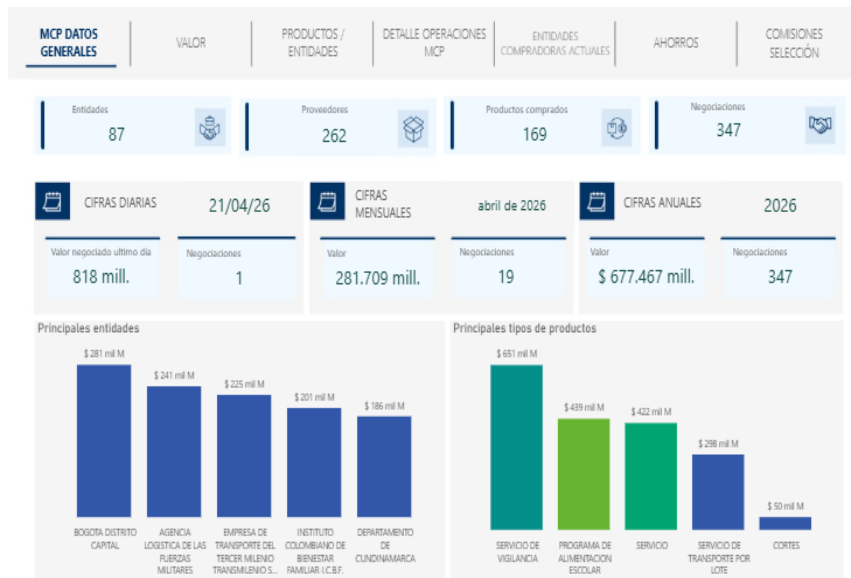 MCP DATOS GENERALES
VALOR
PRODUCTOS / ENTIDADES
DETALLE OPERACIONES MCP
ENTIDADES COMPRADORAS ACTUALES
AHORROS
COMISIONES SELECCIÓN
Entidades
87
Proveedores
262
Productos comprados
169
Negociaciones
347
CIFRAS DIARIAS
21/04/26
Valor negociado ultimo día
818 mill.
Negociaciones
1
CIFRAS MENSUALES
abril de 2026
Valor
281.709 mill.
Negociaciones
19
CIFRAS ANUALES
2026
Valor
$ 677.467 mill.
Negociaciones
347
Principales entidades
$ 281 mil M
$ 241 mil M
$ 225 mil M
$ 201 mil M
$ 186 mil M
BOGOTA DISTRITO CAPITAL
AGENCIA LOGISTICA DE LAS FUERZAS MILITARES
EMPRESA DE TRANSPORTE DEL TERCER MILENIO TRANSMILENIO S...
INSTITUTO COLOMBIANO DE BIENESTAR FAMILIAR I.C.B.F.
DEPARTAMENTO DE CUNDINAMARCA
Principales tipos de productos
$ 651 mil M
$ 439 mil M
$ 422 mil M
$ 298 mil M
$ 50 mil M
SERVICIO DE VIGILANCIA
PROGRAMA DE ALIMENTACION ESCOLAR
SERVICIO
SERVICIO DE TRANSPORTE POR LOTE
CORTES